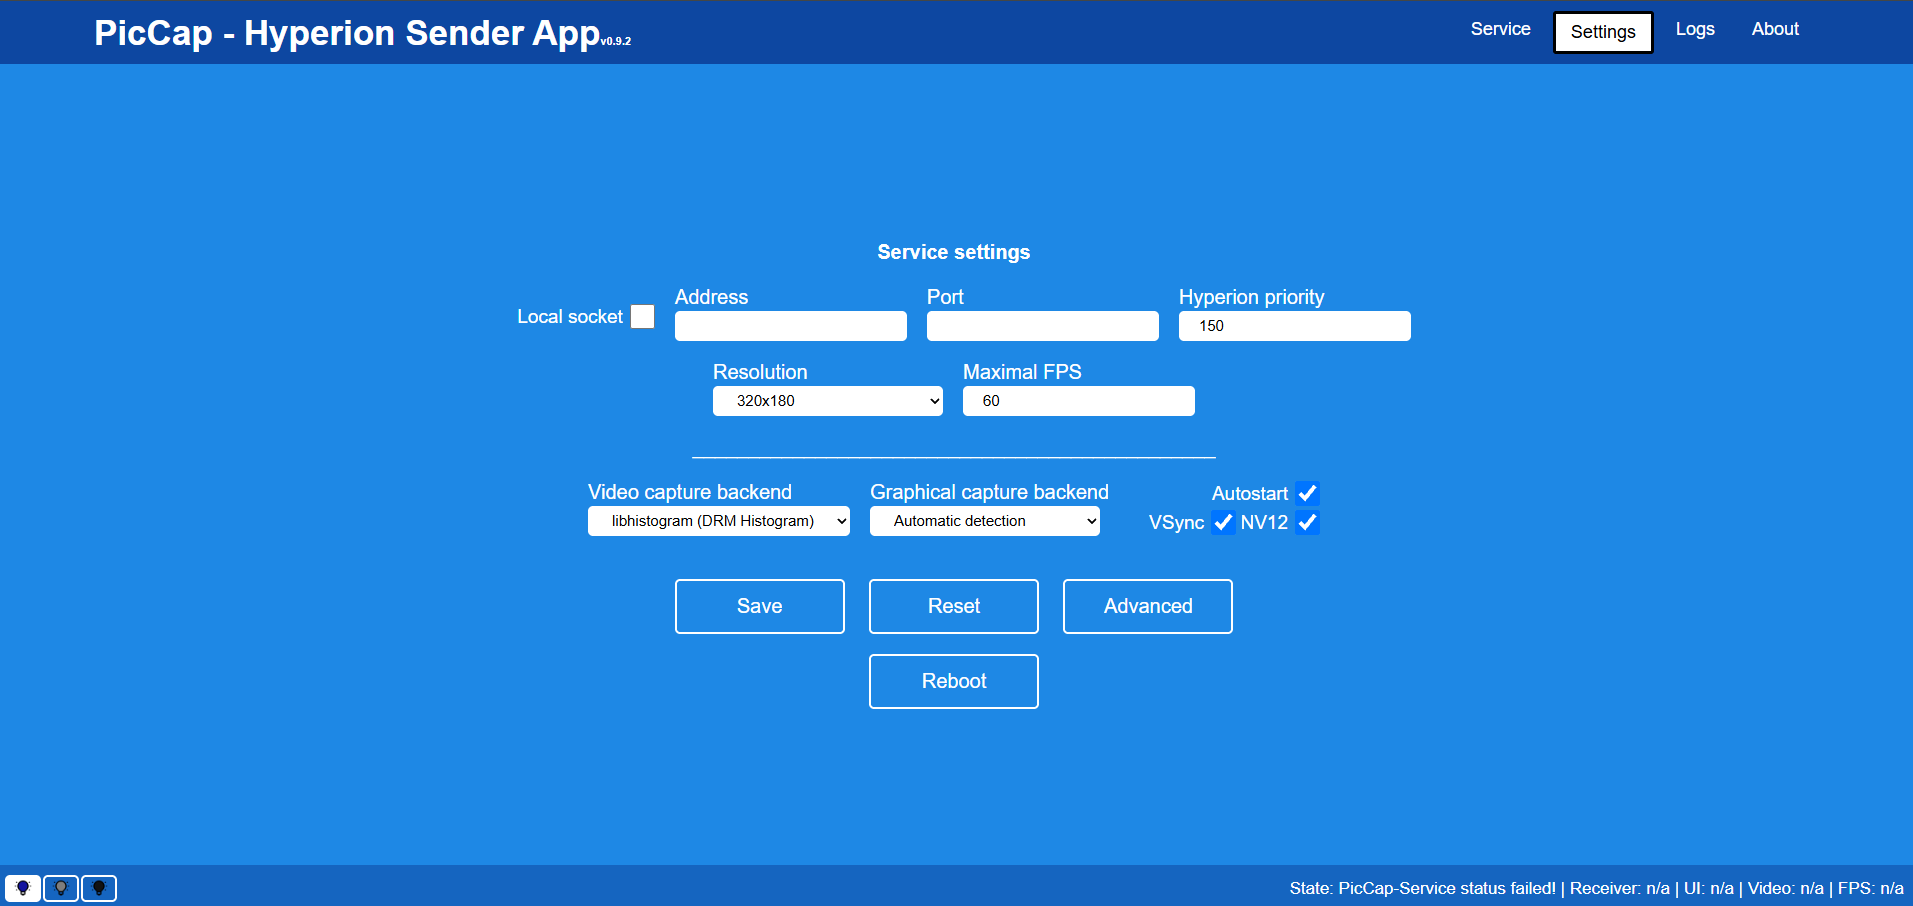 PicCap - Hyperion Sender App v0.9.2
Service Settings Logs About
Service settings
Local socket
Address
Port
Hyperion priority
150
Resolution
320x180
Maximal FPS
60
Video capture backend
libhistogram (DRM Histogram)
Graphical capture backend
Automatic detection
Autostart
VSync NV12
Save Reset Advanced
Reboot
State: PicCap-Service status failed! | Receiver: n/a | UI: n/a | Video: n/a | FPS: n/a